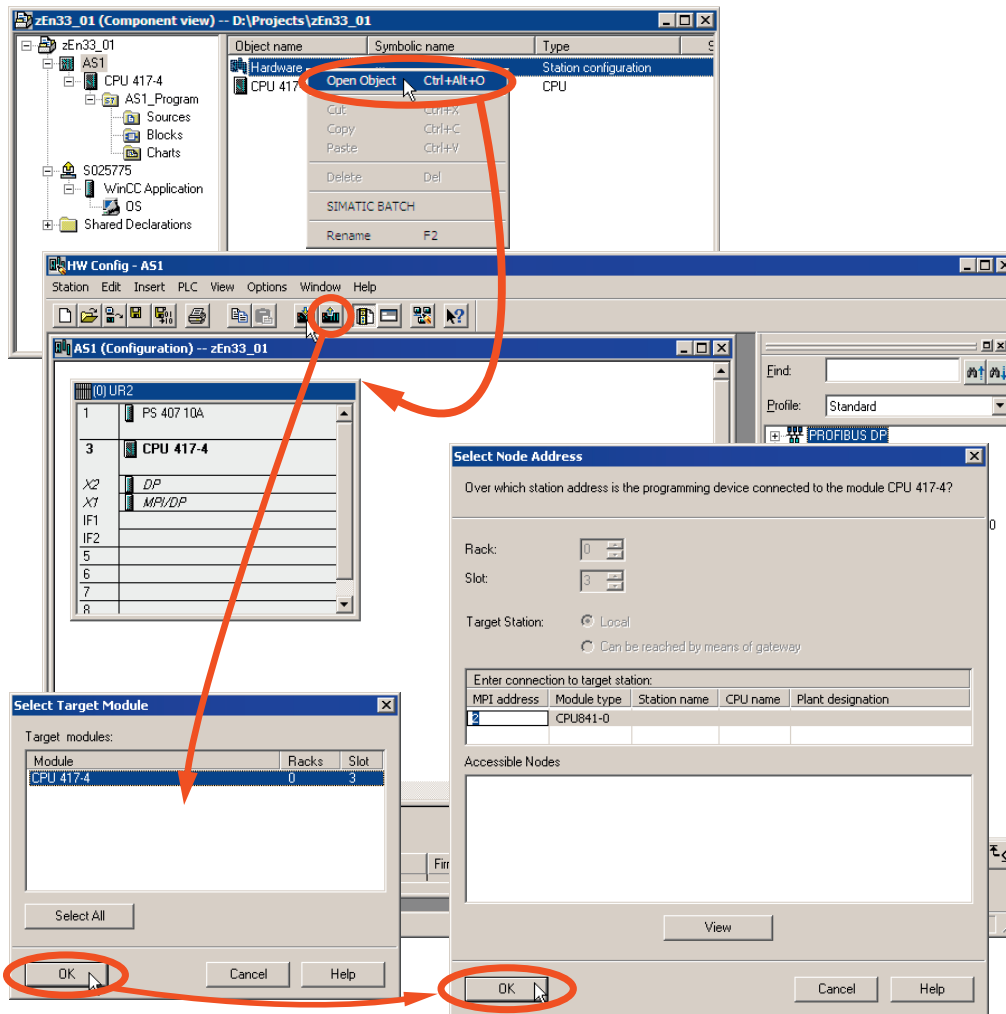 zEn33_01 (Component view) -- D:\Projects\zEn33_01
zEn33_01
AS1
CPU 417-4
AS1_Program
Sources
Blocks
Charts
S025775
WinCC Application
OS
Shared Declarations
Object name Symbolic name Type S
Hardware --- Station configuration
CPU 417 CPU
Open Object Ctrl+Alt+O
Cut Ctrl+X
Copy Ctrl+C
Paste Ctrl+V
Delete Del
SIMATIC BATCH
Rename F2
HW Config - AS1
Station Edit Insert PLC View Options Window Help
AS1 (Configuration) -- zEn33_01
(0) UR2
1 PS 407 10A
3 CPU 417-4
X2 DP
X1 MPI/DP
IF1
IF2
5
6
7
8
Find:
Profile: Standard
PROFIBUS DP
Select Node Address
Over which station address is the programming device connected to the module CPU 417-4?
Rack: 0
Slot: 3
Target Station: Local
Can be reached by means of gateway
Enter connection to target station:
MPI address Module type Station name CPU name Plant designation
2 CPU841-0
Accessible Nodes
View
OK Cancel Help
Select Target Module
Target modules:
Module Racks Slot
CPU 417-4 0 3
Select All
OK Cancel Help
Fir
0